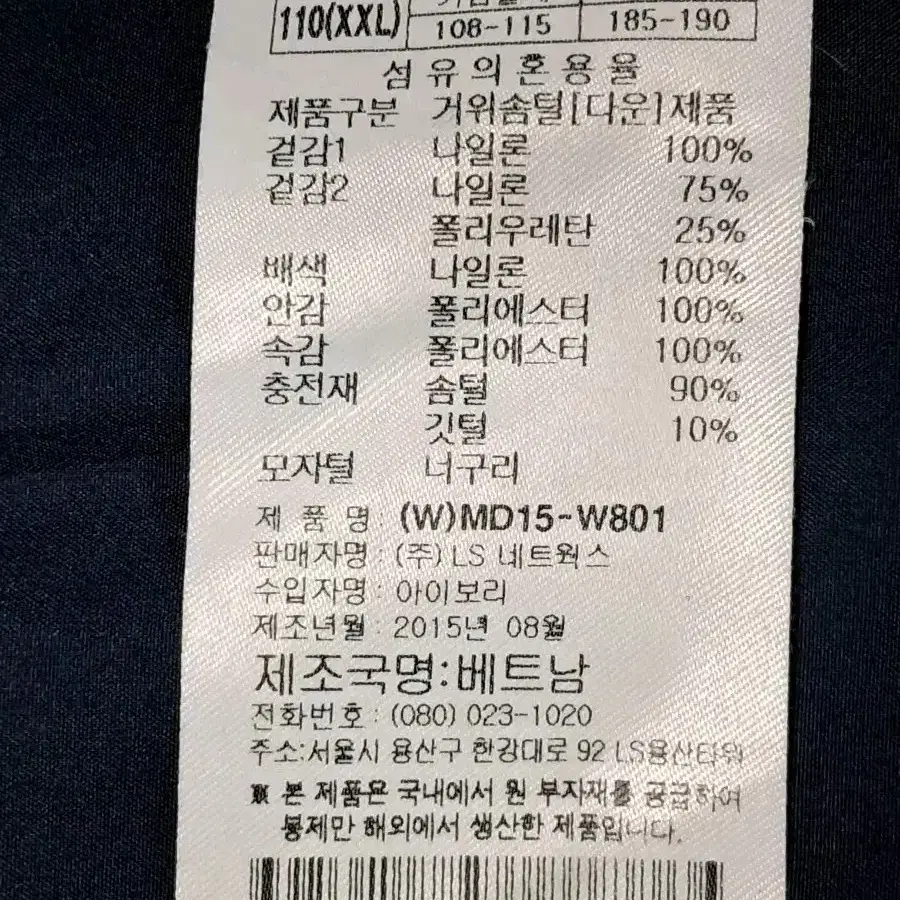 110(XXL) 108-115 185-190
섬유의혼용율
제품구분 거위솜털[다운]제품
겉감1 나일론 100%
겉감2 나일론 75%
폴리우레탄 25%
배색 나일론 100%
안감 폴리에스터 100%
속감 폴리에스터 100%
충전재 솜털 90%
깃털 10%
모자털 너구리
제 품 명: (W)MD15-W801
판매자명: (주)LS 네트웍스
수입자명: 아이보리
제조년월: 2015년 08월
제조국명:베트남
전화번호: (080) 023-1020
주소:서울시 용산구 한강대로 92 LS용산타워
※ 본 제품은 국내에서 원 부자재를 공급하여
봉제만 해외에서 생산한 제품입니다.